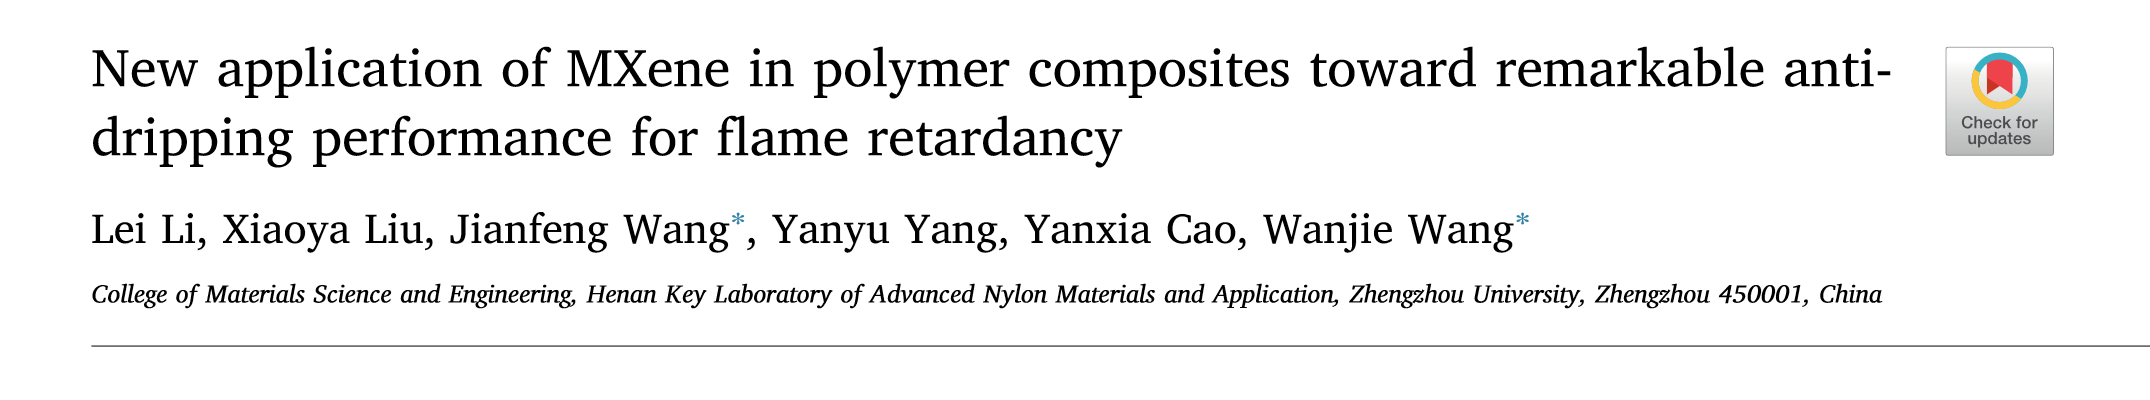 New application of MXene in polymer composites toward remarkable anti-
dripping performance for flame retardancy
Check for
updates
Lei Li, Xiaoya Liu, Jianfeng Wang*, Yanyu Yang, Yanxia Cao, Wanjie Wang*
College of Materials Science and Engineering, Henan Key Laboratory of Advanced Nylon Materials and Application, Zhengzhou University, Zhengzhou 450001, China